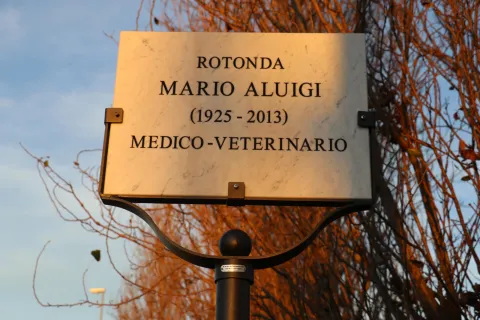 ROTONDA
MARIO ALUIGI
(1925 - 2013)
MEDICO - VETERINARIO